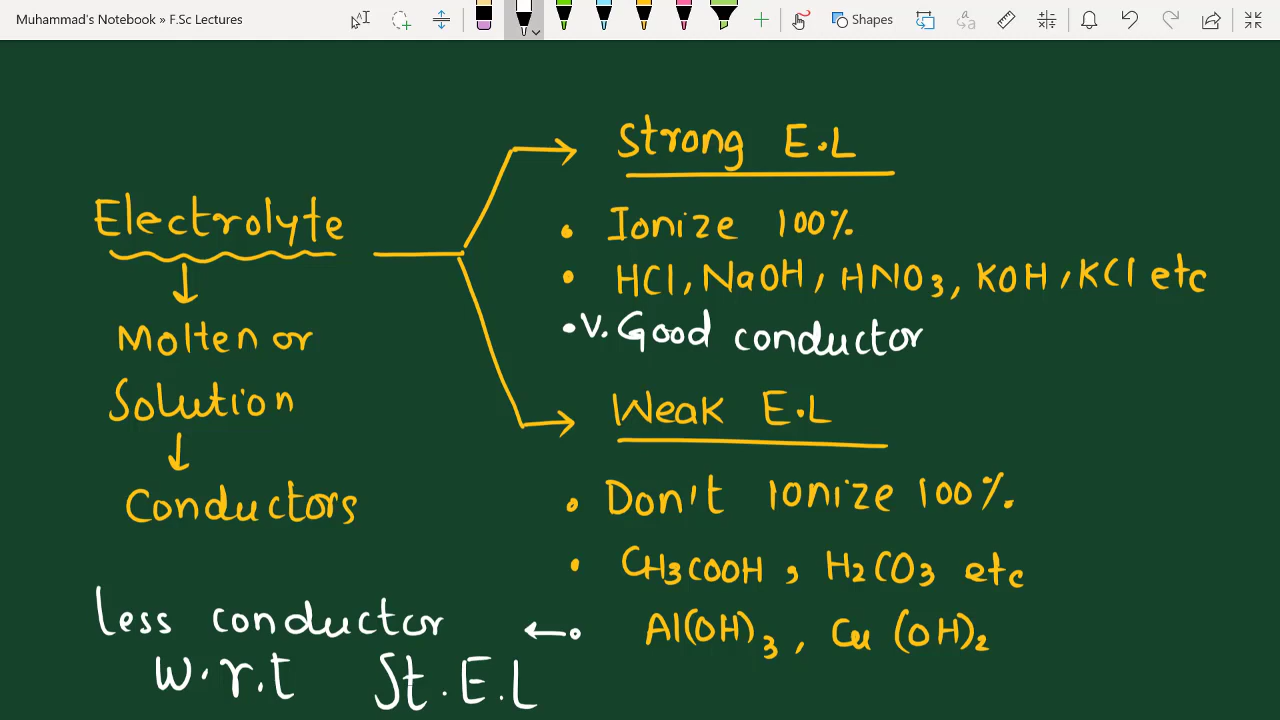 Muhammad's Notebook » F.Sc Lectures
Shapes
Strong E.L
Electrolyte
• Ionize 100%
• HCl, NaOH, HNO3, KOH, KCl etc
Molten or
• V. Good conductor
Solution
Weak E.L
Conductors
• Don't Ionize 100%.
• CH3COOH, H2CO3 etc
Less conductor
Al(OH)3, Cu(OH)2
w.r.t St.E.L